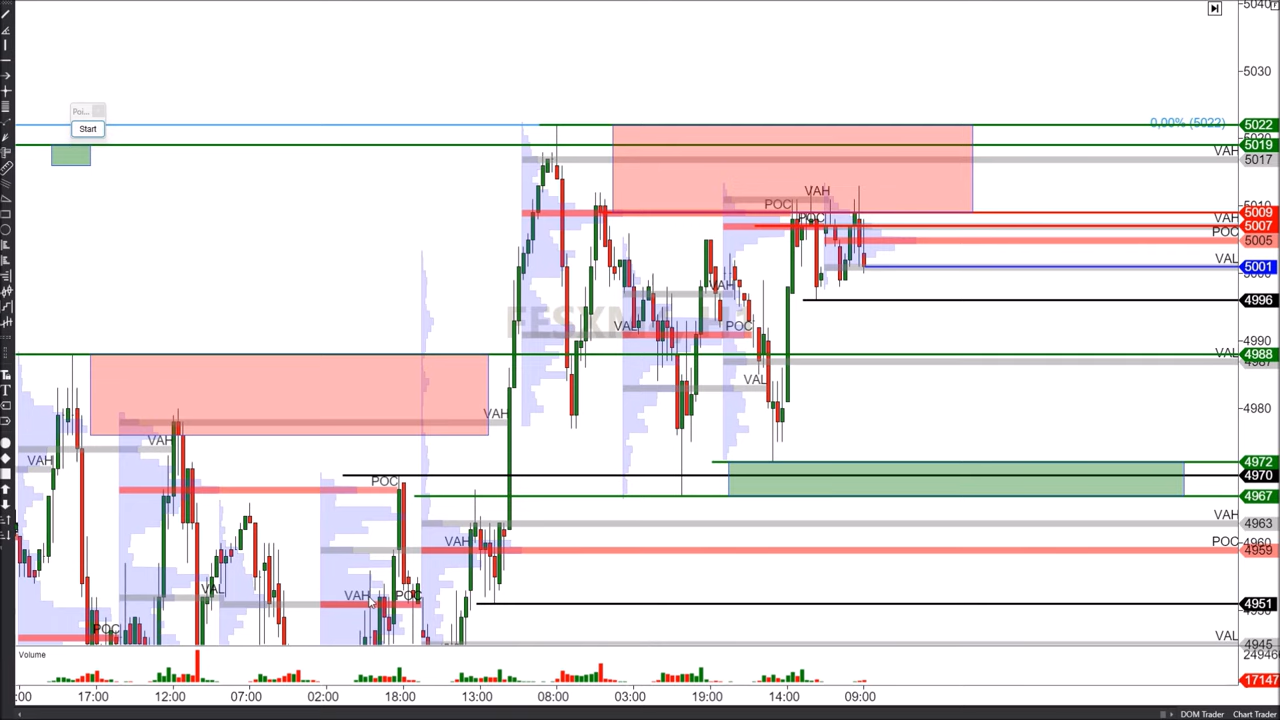 5040
5030
Poi...
Start
0,00% (5022)
5022
5019
VAH
5017
VAH
POC
5009
POC
VAH
5007
POC
5005
VAL
5001
4996
VAH
VAL
POC
4990
VAL
4988
VAL
4980
VAH
VAH
VAH
4972
4970
POC
4967
VAH
4963
VAH
POC
4959
VAL
VAH
POC
4951
POC
VAL
4945
Volume
17147
17:00
12:00
07:00
02:00
18:00
13:00
08:00
03:00
19:00
14:00
09:00
DOM Trader
Chart Trader